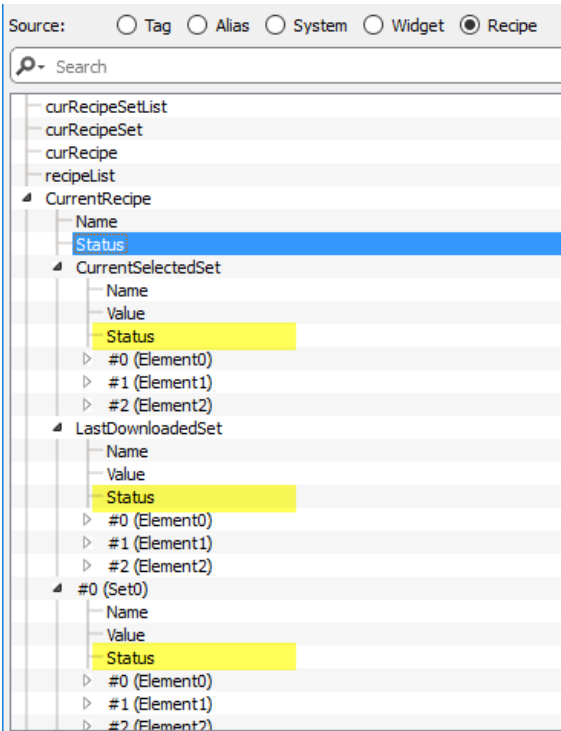 Source: Tag Alias System Widget Recipe
Search
curRecipeSetList
curRecipeSet
curRecipe
recipeList
CurrentRecipe
Name
Status
CurrentSelectedSet
Name
Value
Status
#0 (Element0)
#1 (Element1)
#2 (Element2)
LastDownloadedSet
Name
Value
Status
#0 (Element0)
#1 (Element1)
#2 (Element2)
#0 (Set0)
Name
Value
Status
#0 (Element0)
#1 (Element1)
#2 (Element2)